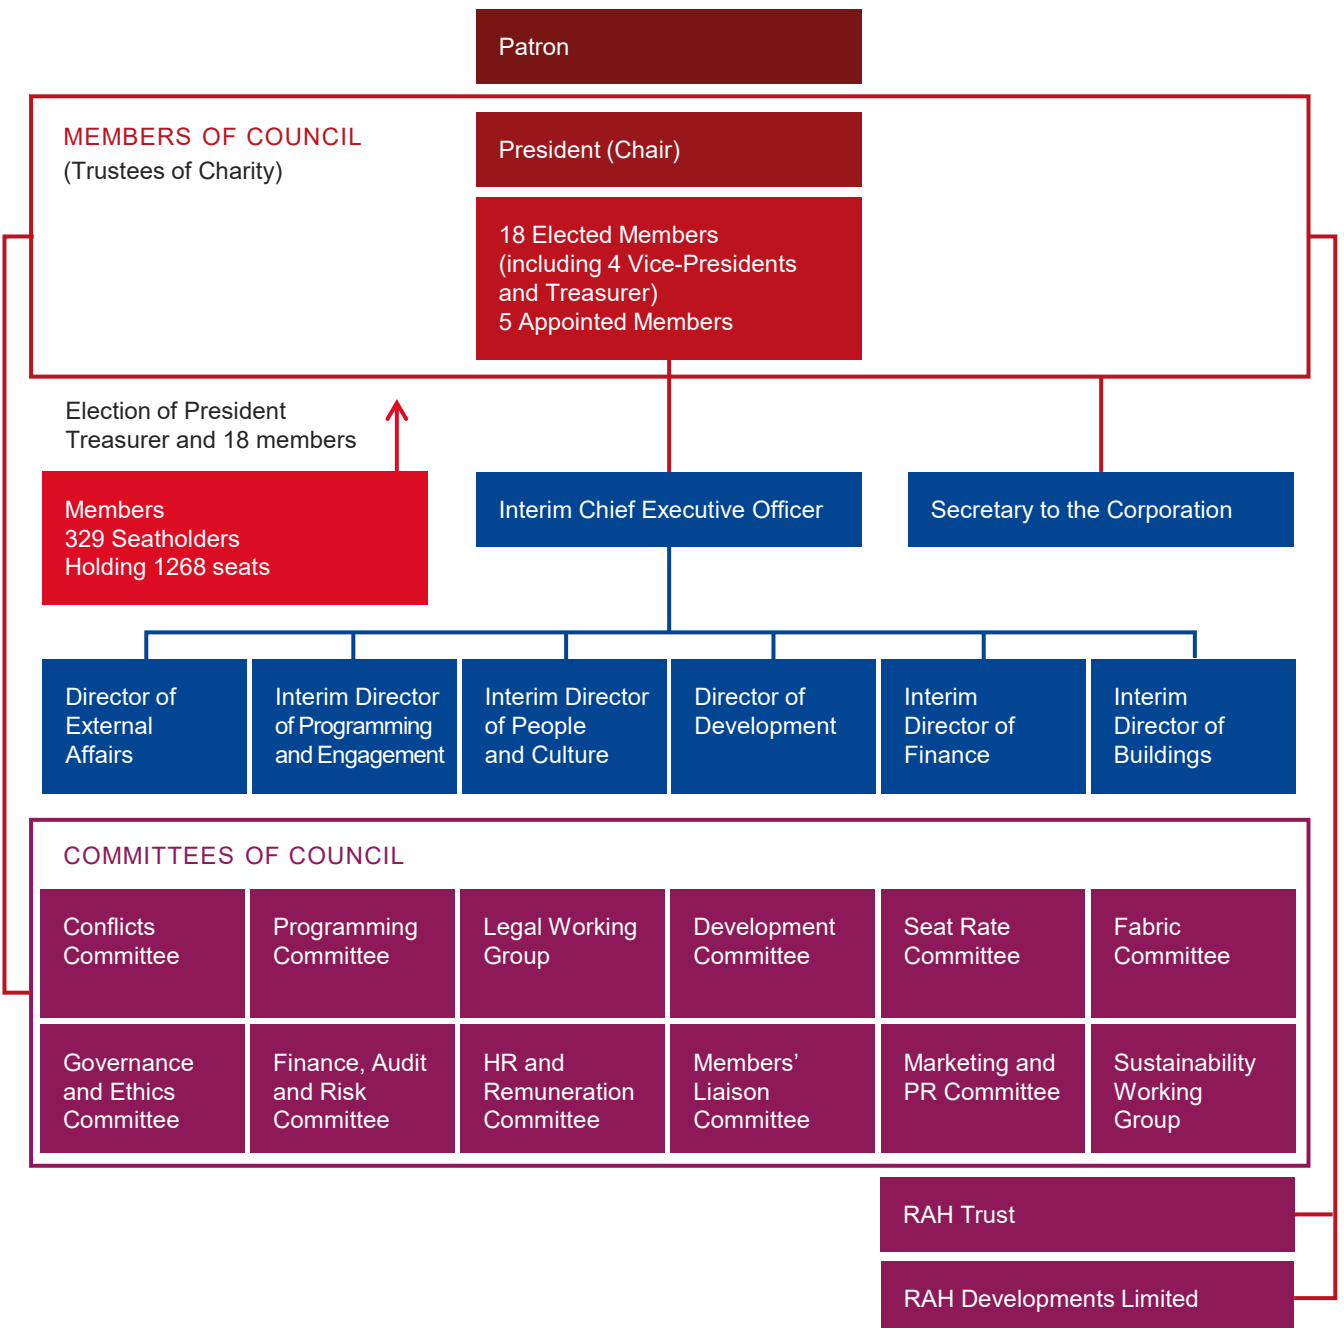 Patron
MEMBERS OF COUNCIL
(Trustees of Charity)
President (Chair)
18 Elected Members
(including 4 Vice-Presidents
and Treasurer)
5 Appointed Members
Election of President
Treasurer and 18 members
Members
329 Seatholders
Holding 1268 seats
Interim Chief Executive Officer
Secretary to the Corporation
Director of
External
Affairs
Interim Director
of Programming
and Engagement
Interim Director
of People
and Culture
Director of
Development
Interim
Director of
Finance
Interim
Director of
Buildings
COMMITTEES OF COUNCIL
Conflicts
Committee
Programming
Committee
Legal Working
Group
Development
Committee
Seat Rate
Committee
Fabric
Committee
Governance
and Ethics
Committee
Finance, Audit
and Risk
Committee
HR and
Remuneration
Committee
Members’
Liaison
Committee
Marketing and
PR Committee
Sustainability
Working
Group
RAH Trust
RAH Developments Limited